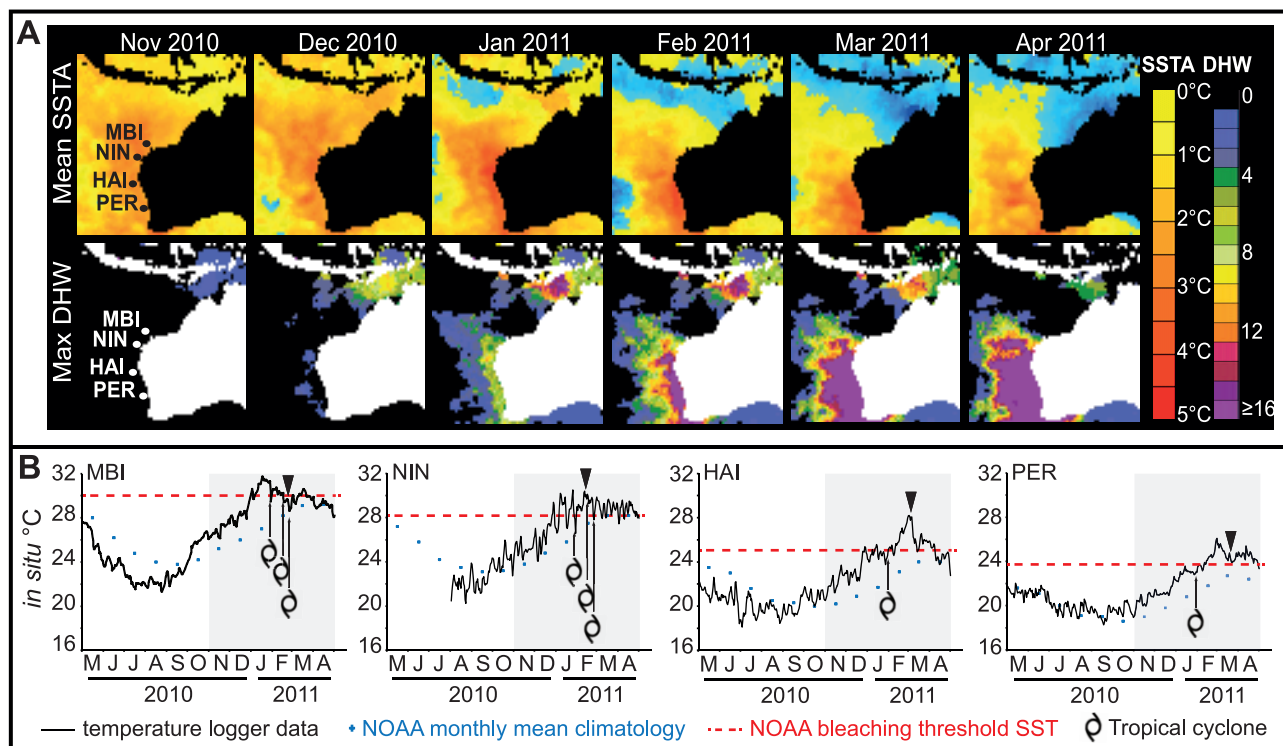 A
Nov 2010 Dec 2010 Jan 2011 Feb 2011 Mar 2011 Apr 2011
SSTA DHW
Mean SSTA
MBI
NIN
HAI
PER
Max DHW
MBI
NIN
HAI
PER
0°C 0
1°C 4
2°C 8
3°C 12
4°C
5°C ≥16
B
MBI NIN HAI PER
in situ °C
32 32 32 32
28 28 28 28
24 24 24 24
20 20 20 20
16 16 16 16
M J J A S O N D J F M A M J J A S O N D J F M A M J J A S O N D J F M A M J J A S O N D J F M A
2010 2011 2010 2011 2010 2011 2010 2011
temperature logger data NOAA monthly mean climatology NOAA bleaching threshold SST Tropical cyclone